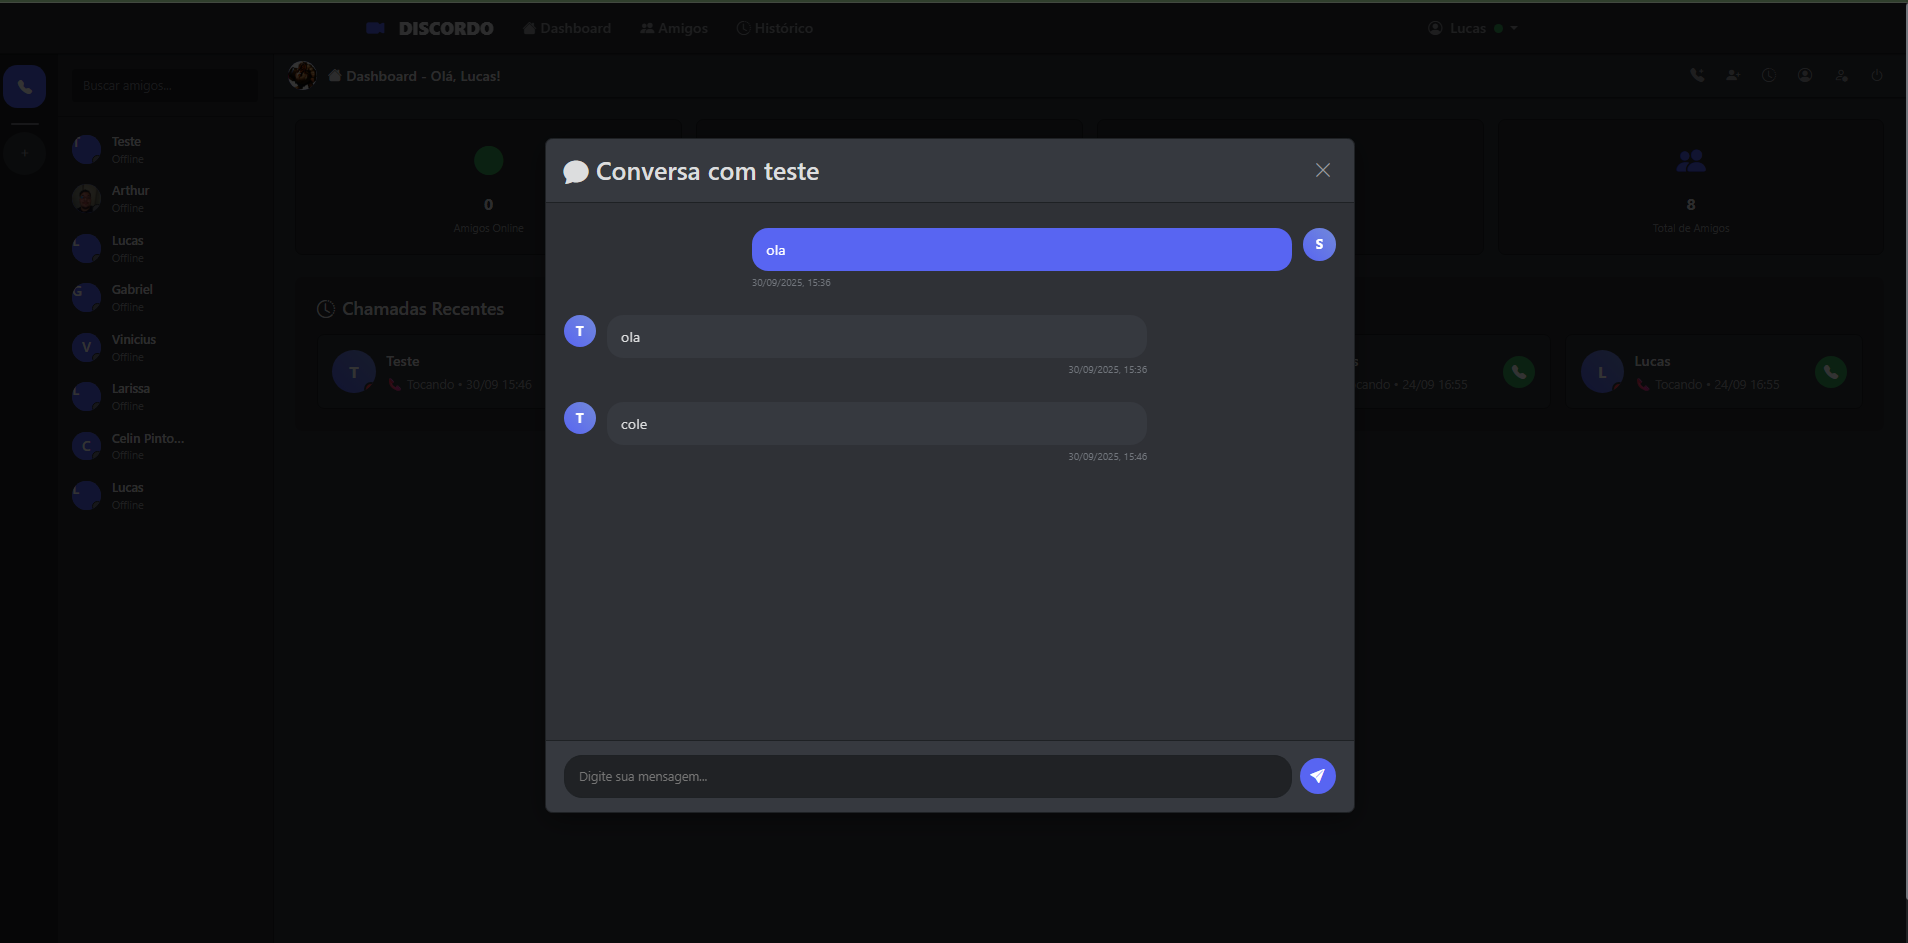 DISCORDO Dashboard Amigos Histórico Lucas
Buscar amigos...
Dashboard - Olá, Lucas!
Teste
Offline
Arthur
Offline
Lucas
Offline
G
Gabriel
Offline
V
Vinicius
Offline
Larissa
Offline
C
Celin Pinto...
Offline
Lucas
Offline
0
Amigos Online
8
Total de Amigos
Chamadas Recentes
T
Teste
Tocando • 30/09 15:46
s
cando • 24/09 16:55
L
Lucas
Tocando • 24/09 16:55
Conversa com teste
ola
S
30/09/2025, 15:36
T
ola
30/09/2025, 15:36
T
cole
30/09/2025, 15:46
Digite sua mensagem...